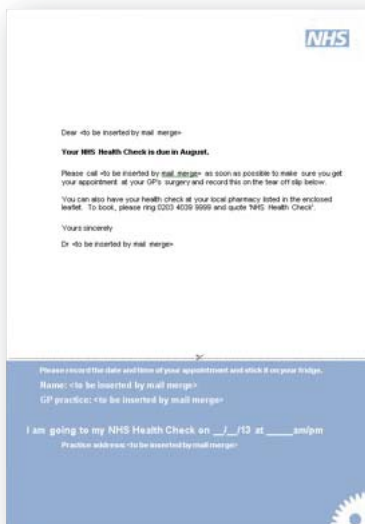 NHS
Dear <to be inserted by mail merge>
Your NHS Health Check is due in August.
Please call <to be inserted by mail merge> as soon as possible to make sure you get
your appointment at your GP's surgery and record this on the tear off slip below.
You can also have your health check at your local pharmacy listed in the enclosed
leaflet. To book, please ring 0203 4039 9999 and quote 'NHS Health Check'.
Yours sincerely
Dr <to be inserted by mail merge>
Please record the date and time of your appointment and stick it on your fridge.
Name: <to be inserted by mail merge>
GP practice: <to be inserted by mail merge>
I am going to my NHS Health Check on __/__/13 at _____am/pm
Practice address: <to be inserted by mail merge>